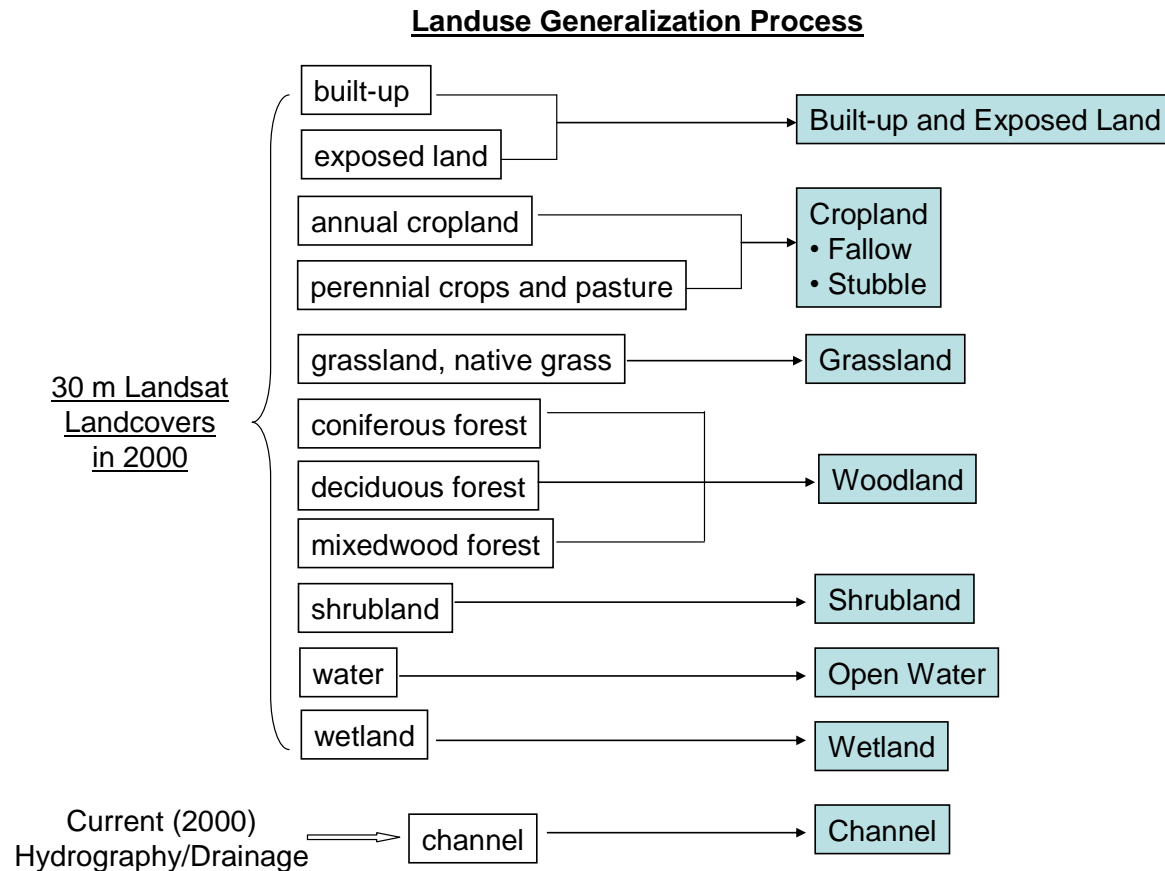 Landuse Generalization Process
built-up
Built-up and Exposed Land
exposed land
annual cropland
Cropland
• Fallow
• Stubble
perennial crops and pasture
grassland, native grass
Grassland
30 m Landsat
Landcovers
in 2000
coniferous forest
deciduous forest
Woodland
mixedwood forest
shrubland
Shrubland
water
Open Water
wetland
Wetland
Current (2000)
Hydrography/Drainage
channel
Channel